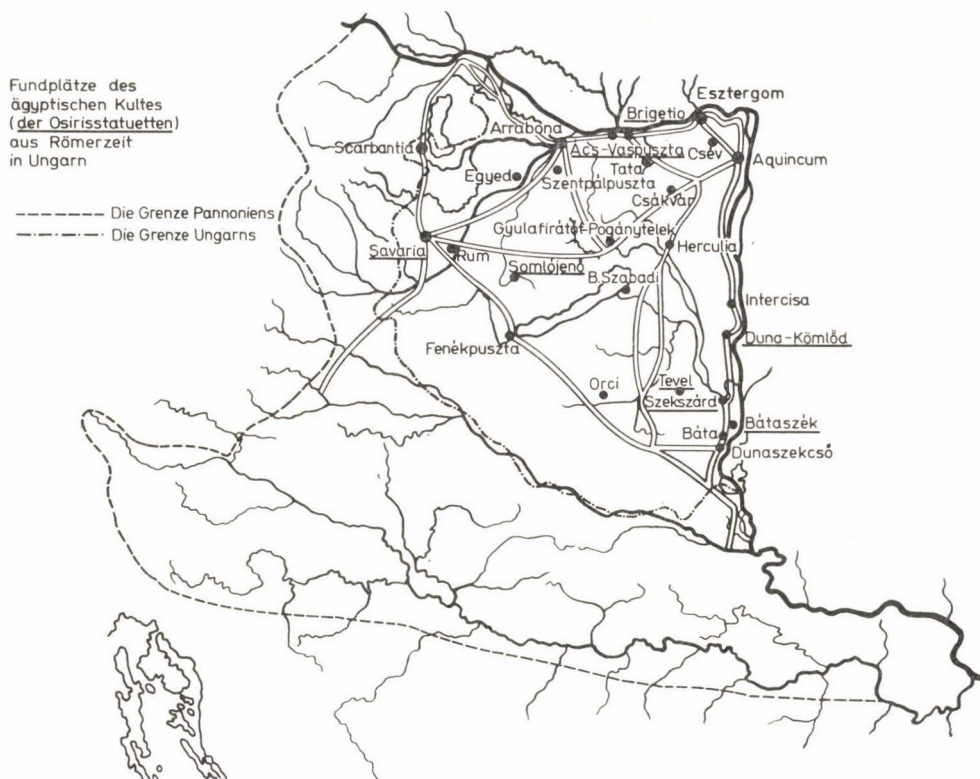 Fundplätze des
ägyptischen Kultes
(der Osirisstatuetten)
aus Römerzeit
in Ungarn
Die Grenze Pannoniens
Die Grenze Ungarns
Esztergom
Brigetio
Arrabona
Scarbantia
Ács-Vaspuszta
Csév
Aquincum
Tata
Egyed
Szentpálpuszta
Csákvár
Gyulafirátót-Pogánytelek
Savaria
Rum
Herculia
Somlójenő
B.Szabadi
Intercisa
Fenékpuszta
Duna-Kömlőd
Orci
Tevel
Szekszárd
Bátaszék
Báta
Dunaszekcső